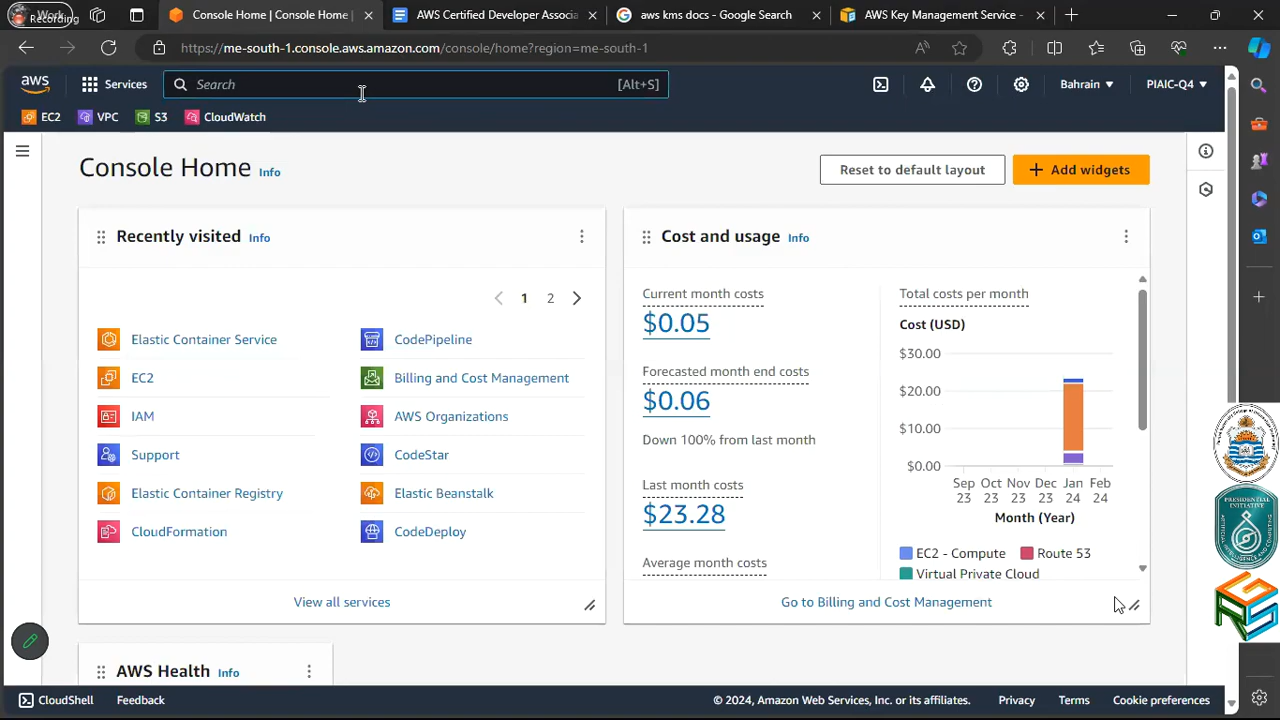 Recording
Console Home | Console Home |
AWS Certified Developer Associa
aws kms docs - Google Search
AWS Key Management Service -
https://me-south-1.console.aws.amazon.com/console/home?region=me-south-1
aws
Services
Search
[Alt+S]
Bahrain
PIAIC-Q4
EC2
VPC
S3
CloudWatch
Console Home Info
Reset to default layout
Add widgets
Recently visited Info
1 2
Elastic Container Service
CodePipeline
EC2
Billing and Cost Management
IAM
AWS Organizations
Support
CodeStar
Elastic Container Registry
Elastic Beanstalk
CloudFormation
CodeDeploy
View all services
Cost and usage Info
Current month costs
$0.05
Forecasted month end costs
$0.06
Down 100% from last month
Last month costs
$23.28
Average month costs
Total costs per month
Cost (USD)
$30.00
$20.00
$10.00
$0.00
Sep Oct Nov Dec Jan Feb
23 23 23 23 24 24
Month (Year)
EC2 - Compute
Route 53
Virtual Private Cloud
Go to Billing and Cost Management
AWS Health Info
CloudShell
Feedback
© 2024, Amazon Web Services, Inc. or its affiliates.
Privacy
Terms
Cookie preferences